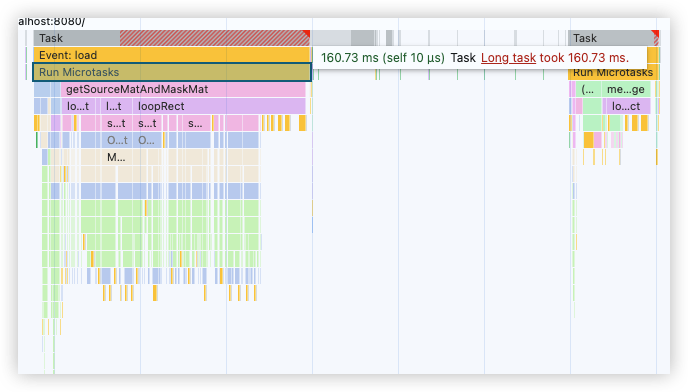 alhost:8080/
Task Task
Event: load
160.73 ms (self 10 μs) Task Long task took 160.73 ms.
Run Microtasks Run Microtasks
getSourceMatAndMaskMat (... me...ge
lo...t l...t loopRect lo...ct
s...t s...t s...t
O...t O...
M...